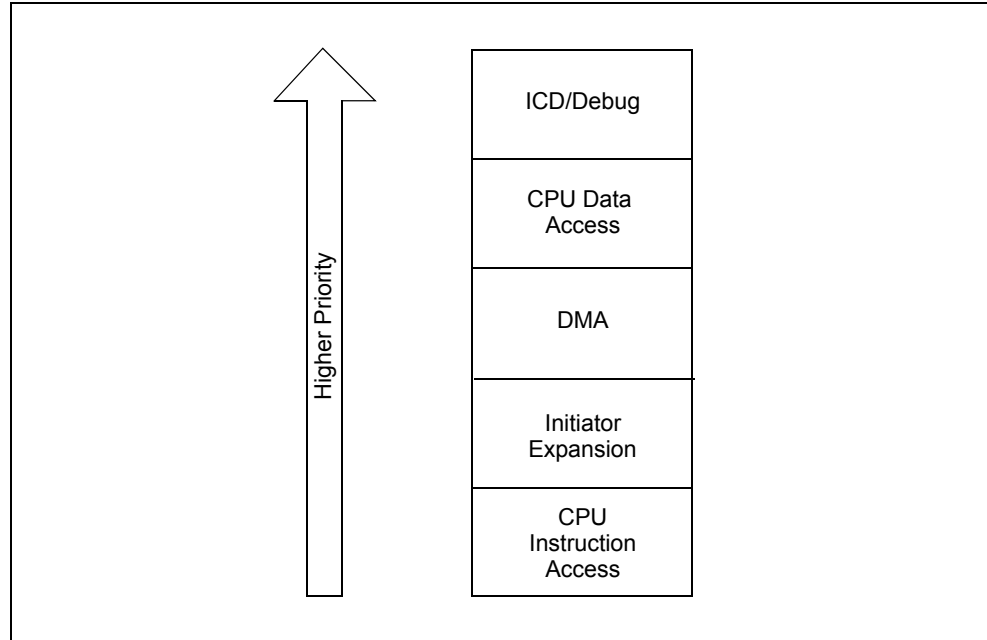 Higher Priority
ICD/Debug
CPU Data
Access
DMA
Initiator
Expansion
CPU
Instruction
Access